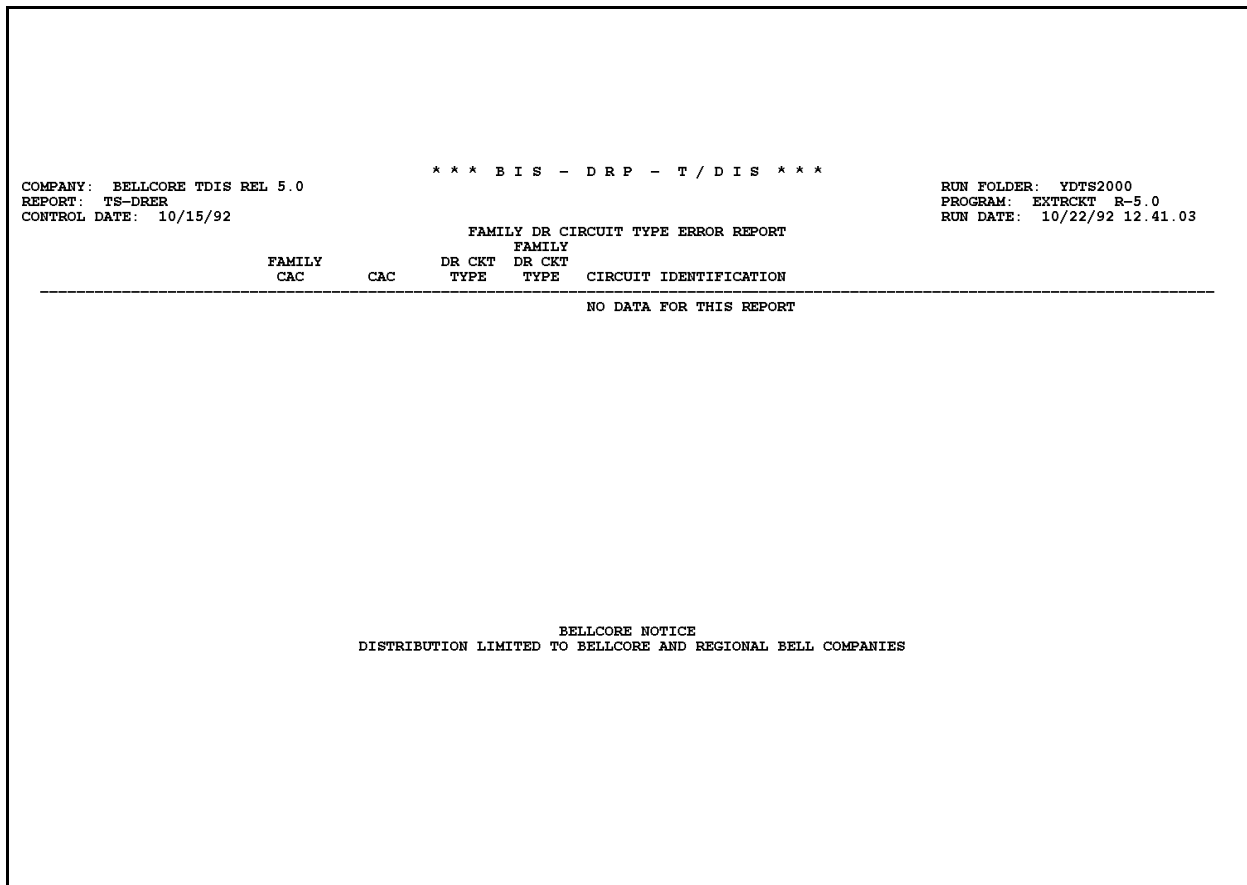 * * * B I S - D R P - T / D I S * * *
COMPANY: BELLCORE TDIS REL 5.0 RUN FOLDER: YDTS2000
REPORT: TS-DRER PROGRAM: EXTRCKT R-5.0
CONTROL DATE: 10/15/92 RUN DATE: 10/22/92 12.41.03
FAMILY DR CIRCUIT TYPE ERROR REPORT
FAMILY
FAMILY DR CKT DR CKT
CAC CAC TYPE TYPE CIRCUIT IDENTIFICATION
NO DATA FOR THIS REPORT
BELLCORE NOTICE
DISTRIBUTION LIMITED TO BELLCORE AND REGIONAL BELL COMPANIES